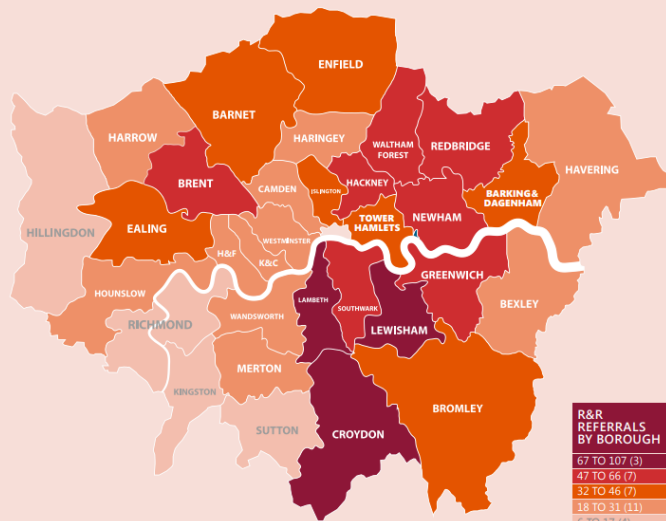 ENFIELD
BARNET
HARROW
HARINGEY
WALTHAM
FOREST
REDBRIDGE
HAVERING
BRENT
CAMDEN
ISLINGTON
HACKNEY
BARKING &
DAGENHAM
NEWHAM
TOWER
HAMLETS
HILLINGDON
EALING
H&F
WESTMINSTER
K&C
GREENWICH
HOUNSLOW
LAMBETH
SOUTHWARK
BEXLEY
RICHMOND
WANDSWORTH
LEWISHAM
MERTON
KINGSTON
BROMLEY
SUTTON
CROYDON
R&R
REFERRALS
BY BOROUGH
67 TO 107 (3)
47 TO 66 (7)
32 TO 46 (7)
18 TO 31 (11)